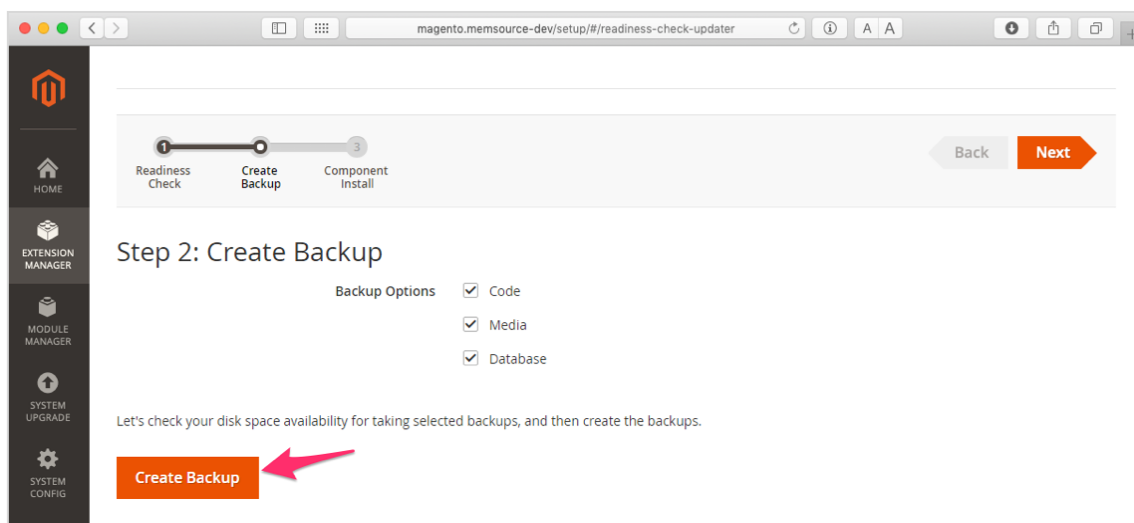 magento.memsource-dev/setup/#/readiness-check-updater
A A
HOME
EXTENSION
MANAGER
MODULE
MANAGER
SYSTEM
UPGRADE
SYSTEM
CONFIG
1
3
Readiness
Check
Create
Backup
Component
Install
Back
Next
Step 2: Create Backup
Backup Options
Code
Media
Database
Let's check your disk space availability for taking selected backups, and then create the backups.
Create Backup